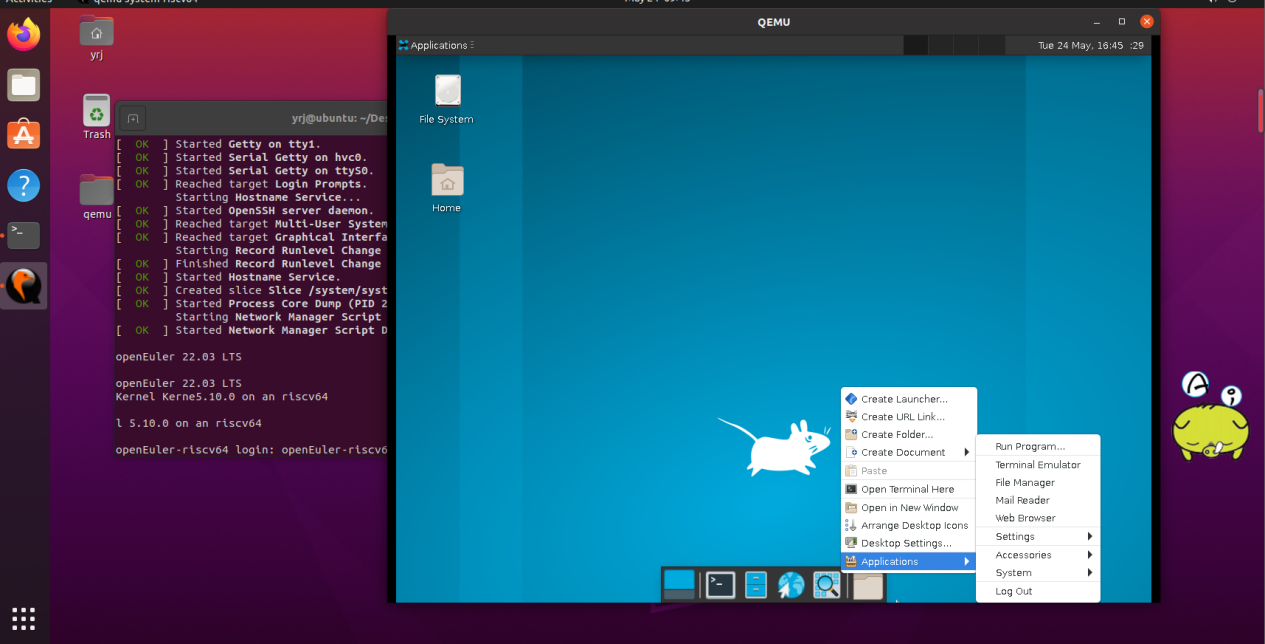 Activities
qemu-system-riscv64
May 24 09:45
yrj
Trash
qemu
yrj@ubuntu: ~/Des
[  OK  ] Started Getty on tty1.
[  OK  ] Started Serial Getty on hvc0.
[  OK  ] Started Serial Getty on ttyS0.
[  OK  ] Reached target Login Prompts.
Starting Hostname Service...
[  OK  ] Started OpenSSH server daemon.
[  OK  ] Reached target Multi-User System
[  OK  ] Reached target Graphical Interfa
Starting Record Runlevel Change
[  OK  ] Finished Record Runlevel Change
[  OK  ] Started Hostname Service.
[  OK  ] Created slice Slice /system/syst
[  OK  ] Started Process Core Dump (PID 2
Starting Network Manager Script
[  OK  ] Started Network Manager Script D
openEuler 22.03 LTS
openEuler 22.03 LTS
Kernel Kerne5.10.0 on an riscv64
l 5.10.0 on an riscv64
openEuler-riscv64 login: openEuler-riscv6
QEMU
Applications
Tue 24 May, 16:45 :29
File System
Home
Create Launcher...
Create URL Link...
Create Folder...
Create Document
Paste
Open Terminal Here
Open in New Window
Arrange Desktop Icons
Desktop Settings...
Applications
Run Program...
Terminal Emulator
File Manager
Mail Reader
Web Browser
Settings
Accessories
System
Log Out
A